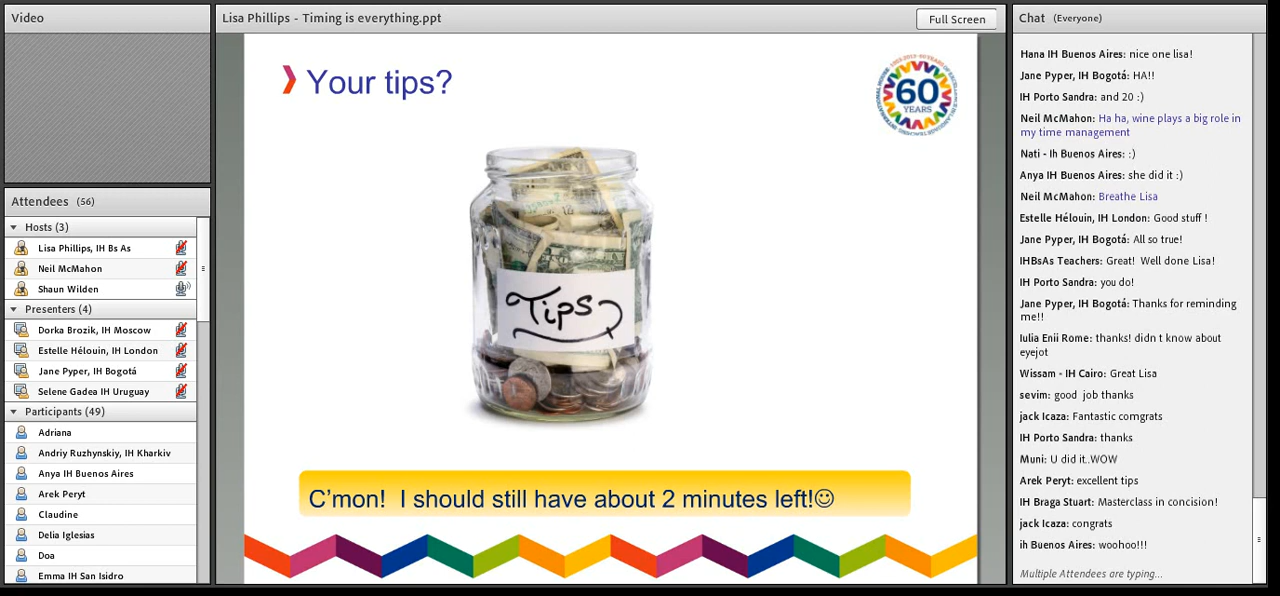 Video
Attendees (56)
Hosts (3)
Lisa Phillips, IH Bs As
Neil McMahon
Shaun Wilden
Presenters (4)
Dorka Brozik, IH Moscow
Estelle Hélouin, IH London
Jane Pyper, IH Bogotá
Selene Gadea IH Uruguay
Participants (49)
Adriana
Andriy Ruzhynskiy, IH Kharkiv
Anya IH Buenos Aires
Arek Peryt
Claudine
Delia Iglesias
Doa
Emma IH San Isidro
Lisa Phillips - Timing is everything.ppt
Full Screen
Your tips?
60
YEARS
Tips
C'mon!  I should still have about 2 minutes left!☺
Chat (Everyone)
Hana IH Buenos Aires: nice one lisa!
Jane Pyper, IH Bogotá: HA!!
IH Porto Sandra: and 20 :)
Neil McMahon: Ha ha, wine plays a big role in
my time management
Nati - Ih Buenos Aires: :)
Anya IH Buenos Aires: she did it :)
Neil McMahon: Breathe Lisa
Estelle Hélouin, IH London: Good stuff !
Jane Pyper, IH Bogotá: All so true!
IHBsAs Teachers: Great!  Well done Lisa!
IH Porto Sandra: you do!
Jane Pyper, IH Bogotá: Thanks for reminding
me!!
Iulia Enii Rome: thanks! didn t know about
eyejot
Wissam - IH Cairo: Great Lisa
sevim: good  job thanks
jack Icaza: Fantastic comgrats
IH Porto Sandra: thanks
Muni: U did it..WOW
Arek Peryt: excellent tips
IH Braga Stuart: Masterclass in concision!
jack Icaza: congrats
ih Buenos Aires: woohoo!!!
Multiple Attendees are typing...